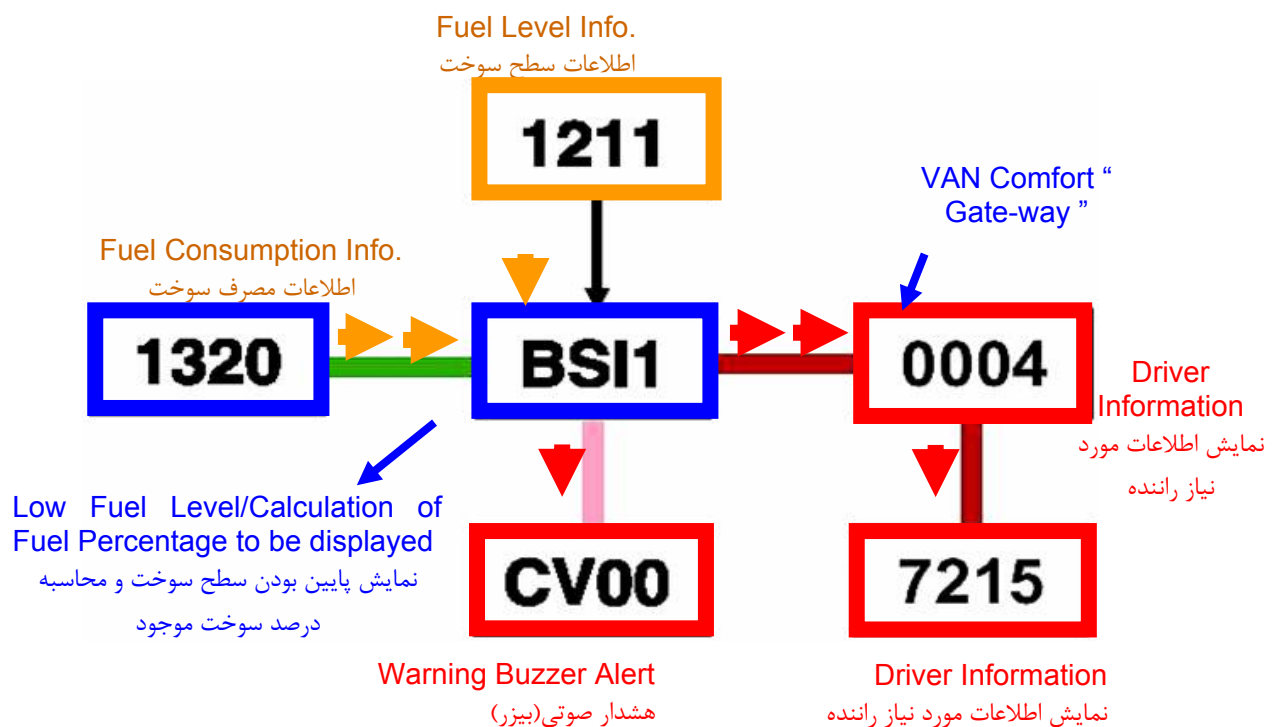 Fuel Level Info.
اطلاعات سطح سوخت
1211
VAN Comfort “
Gate-way ”
Fuel Consumption Info.
اطلاعات مصرف سوخت
1320
BSI1
0004
Driver
Information
نمایش اطلاعات مورد
نیاز راننده
Low Fuel Level/Calculation of
Fuel Percentage to be displayed
نمایش پایین بودن سطح سوخت و محاسبه
درصد سوخت موجود
CV00
7215
Warning Buzzer Alert
هشدار صوتی(بیزر)
Driver Information
نمایش اطلاعات مورد نیاز راننده